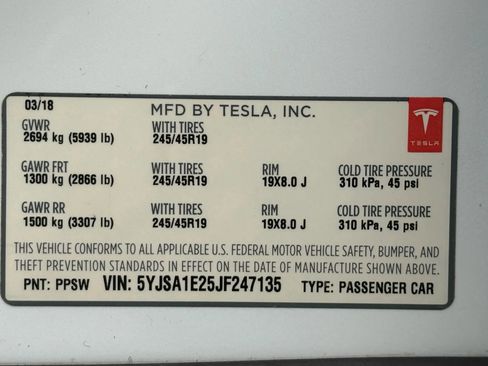 03/18 MFD BY TESLA, INC.
GVWR WITH TIRES
2694 kg (5939 lb) 245/45R19
TESLA
GAWR FRT WITH TIRES RIM COLD TIRE PRESSURE
1300 kg (2866 lb) 245/45R19 19X8.0 J 310 kPa, 45 psi
GAWR RR WITH TIRES RIM COLD TIRE PRESSURE
1500 kg (3307 lb) 245/45R19 19X8.0 J 310 kPa, 45 psi
THIS VEHICLE CONFORMS TO ALL APPLICABLE U.S. FEDERAL MOTOR VEHICLE SAFETY, BUMPER, AND
THEFT PREVENTION STANDARDS IN EFFECT ON THE DATE OF MANUFACTURE SHOWN ABOVE.
PNT: PPSW VIN: 5YJSA1E25JF247135 TYPE: PASSENGER CAR